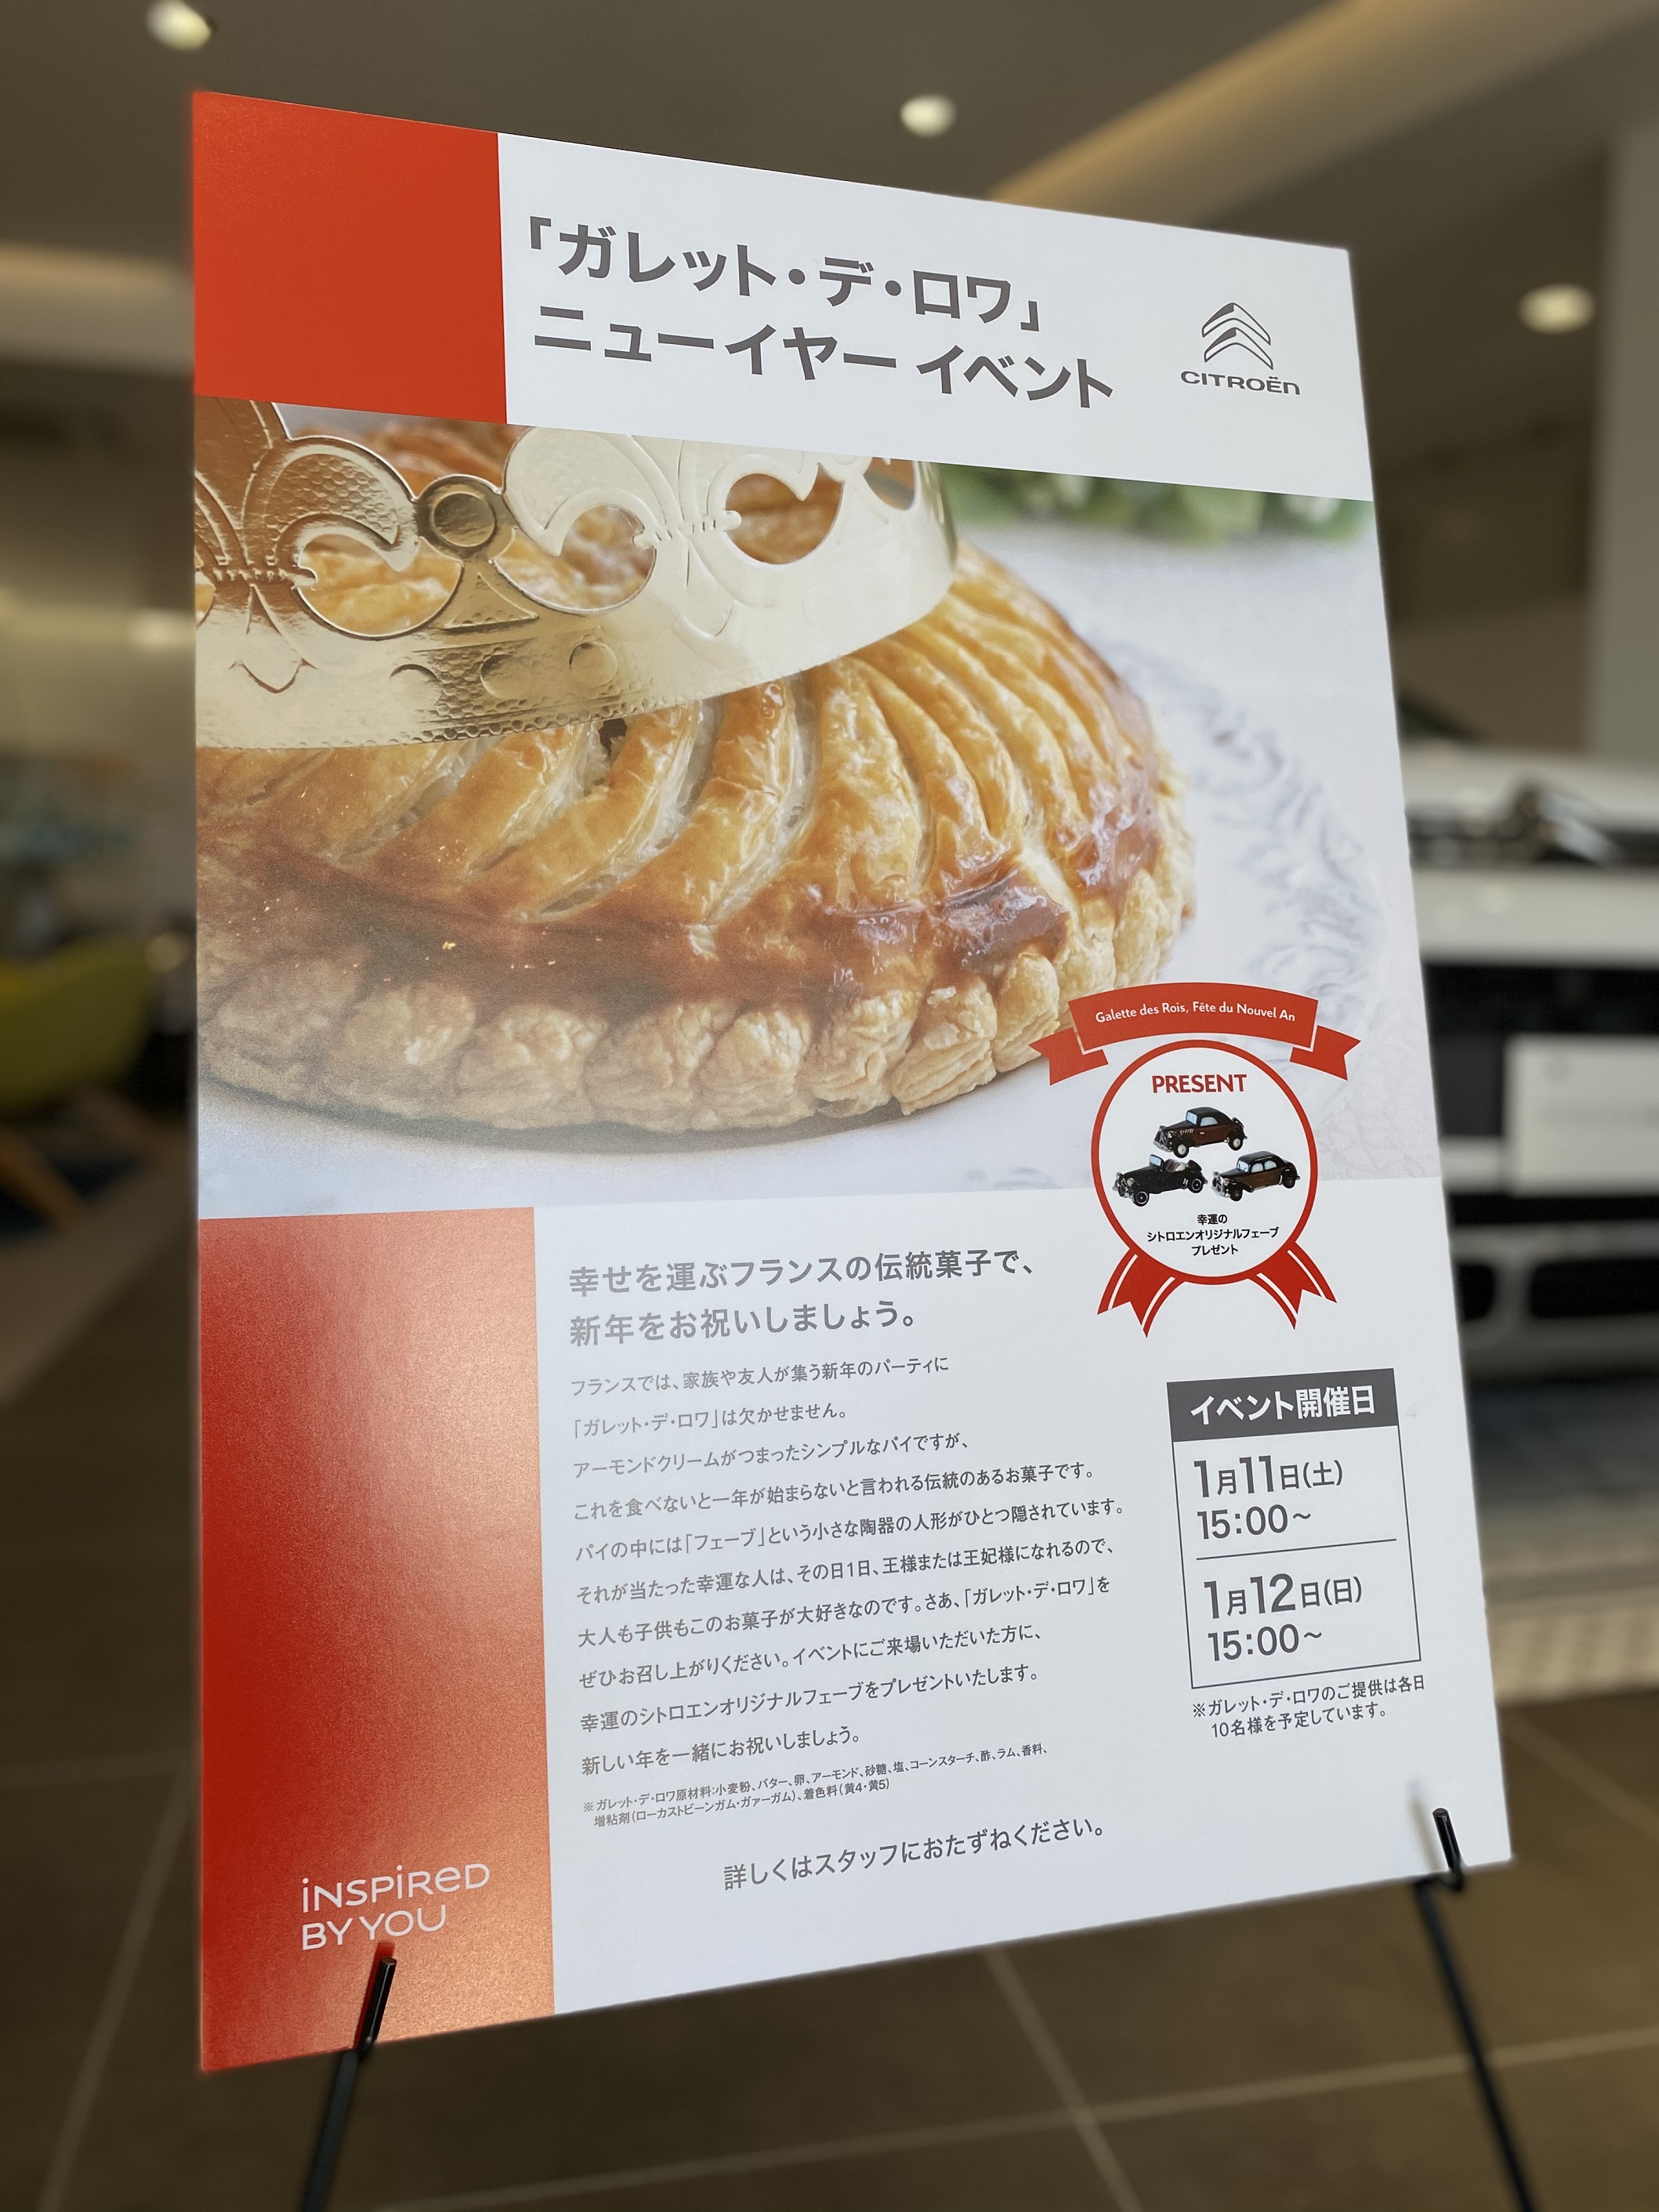 「ガレット・デ・ロワ」
ニューイヤー イベント
CITROËN
Galette des Rois, Fête du Nouvel An
PRESENT
幸運の
シトロエンオリジナルフェーブ
プレゼント
幸せを運ぶフランスの伝統菓子で、
新年をお祝いしましょう。
フランスでは、家族や友人が集う新年のパーティに
「ガレット・デ・ロワ」は欠かせません。
アーモンドクリームがつまったシンプルなパイですが、
これを食べないと一年が始まらないと言われる伝統のあるお菓子です。
パイの中には「フェーブ」という小さな陶器の人形がひとつ隠されています。
それが当たった幸運な人は、その日1日、王様または王妃様になれるので、
大人も子供もこのお菓子が大好きなのです。さあ、「ガレット・デ・ロワ」を
ぜひお召し上がりください。イベントにご来場いただいた方に、
幸運のシトロエンオリジナルフェーブをプレゼントいたします。
新しい年を一緒にお祝いしましょう。
※ガレット・デ・ロワ原材料:小麦粉、バター、卵、アーモンド、砂糖、塩、コーンスターチ、酢、ラム、香料、
増粘剤(ローカストビーンガム・ガァーガム)、着色料(黄4・黄5)
イベント開催日
1月11日(土)
15:00~
1月12日(日)
15:00~
※ガレット・デ・ロワのご提供は各日
10名様を予定しています。
詳しくはスタッフにおたずねください。
INSPIRED
BY YOU